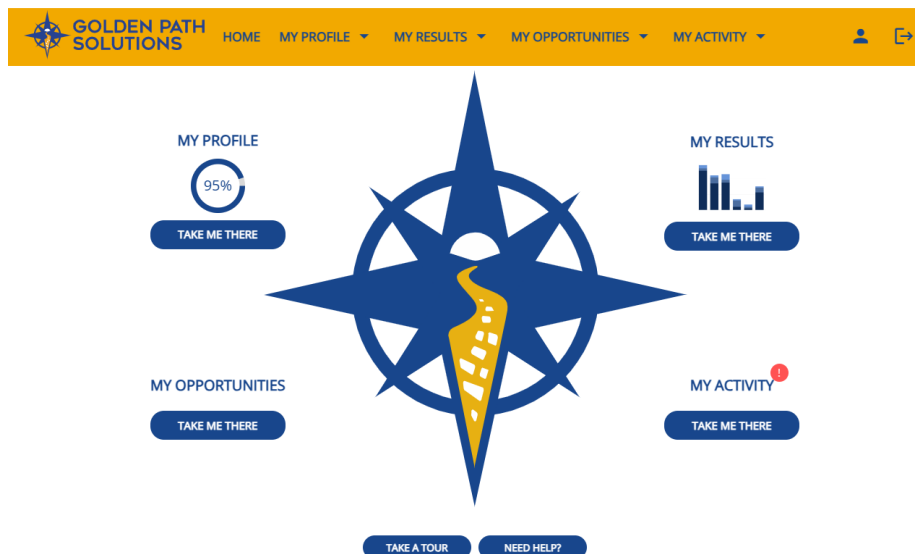 GOLDEN PATH
SOLUTIONS
HOME MY PROFILE MY RESULTS MY OPPORTUNITIES MY ACTIVITY
MY PROFILE
95%
TAKE ME THERE
MY RESULTS
TAKE ME THERE
MY OPPORTUNITIES
TAKE ME THERE
MY ACTIVITY !
TAKE ME THERE
TAKE A TOUR NEED HELP?